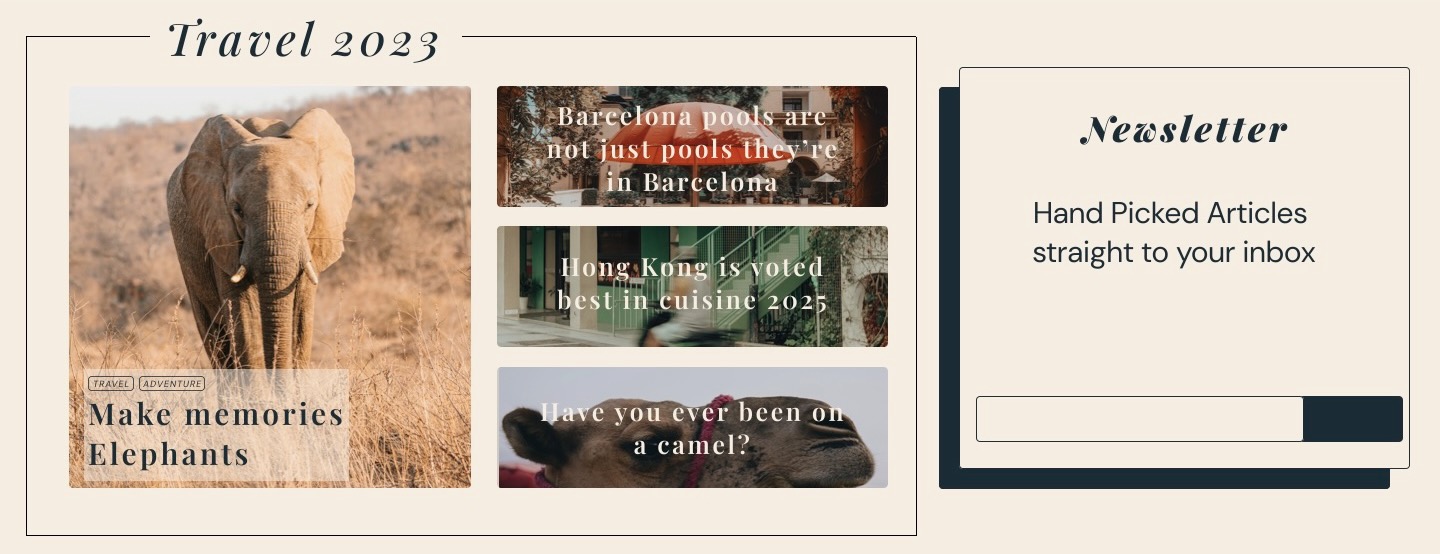 Travel 2023
TRAVEL ADVENTURE
Make memories
Elephants
Barcelona pools are
not just pools they're
in Barcelona
Hong Kong is voted
best in cuisine 2025
Have you ever been on
a camel?
Newsletter
Hand Picked Articles
straight to your inbox